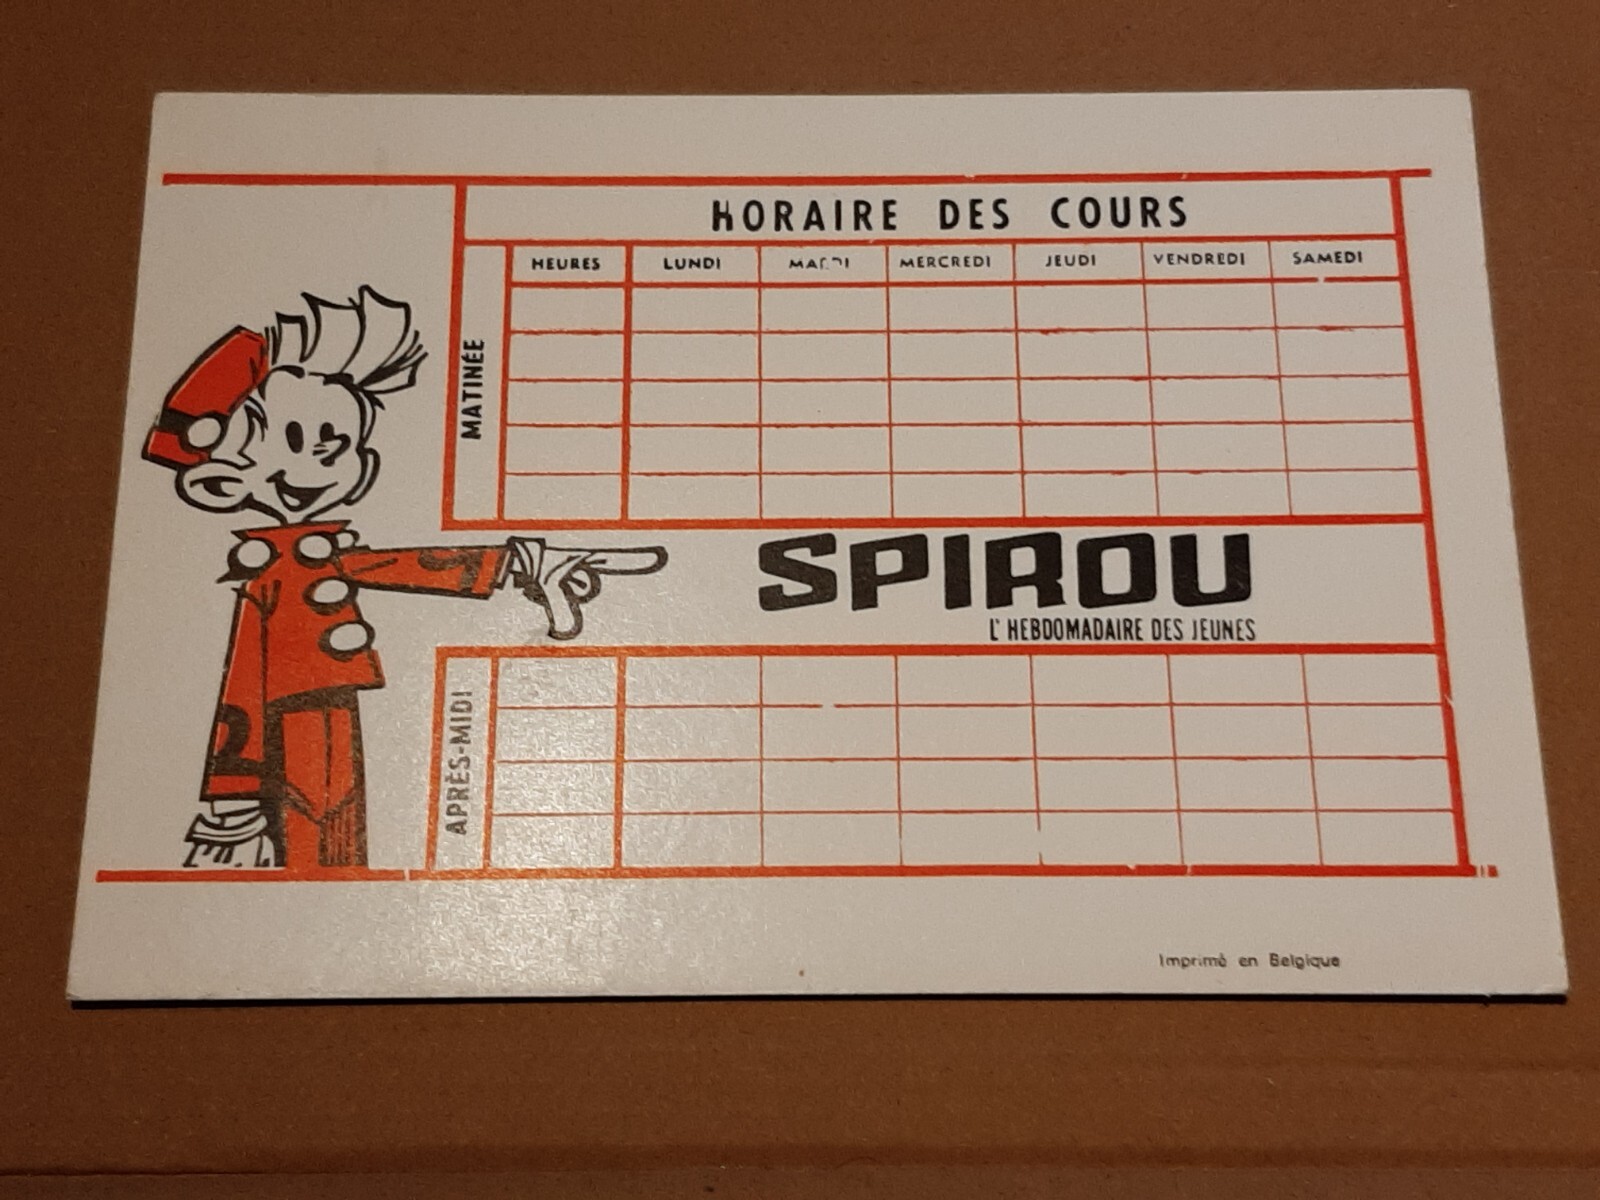 HORAIRE DES COURS
HEURES LUNDI MARDI MERCREDI JEUDI VENDREDI SAMEDI
MATINÉE
SPIROU
L'HEBDOMADAIRE DES JEUNES
APRÈS-MIDI
Imprimé en Belgique